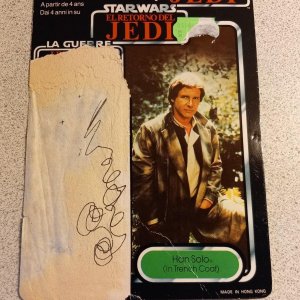 A partir de 4 ans
Dai 4 anni in su
STAR WARS
EL RETORNO DEL
JEDI
JEDI
LA GUERRE
Han Solo
(in Trench Coat)
MADE IN HONG KONG